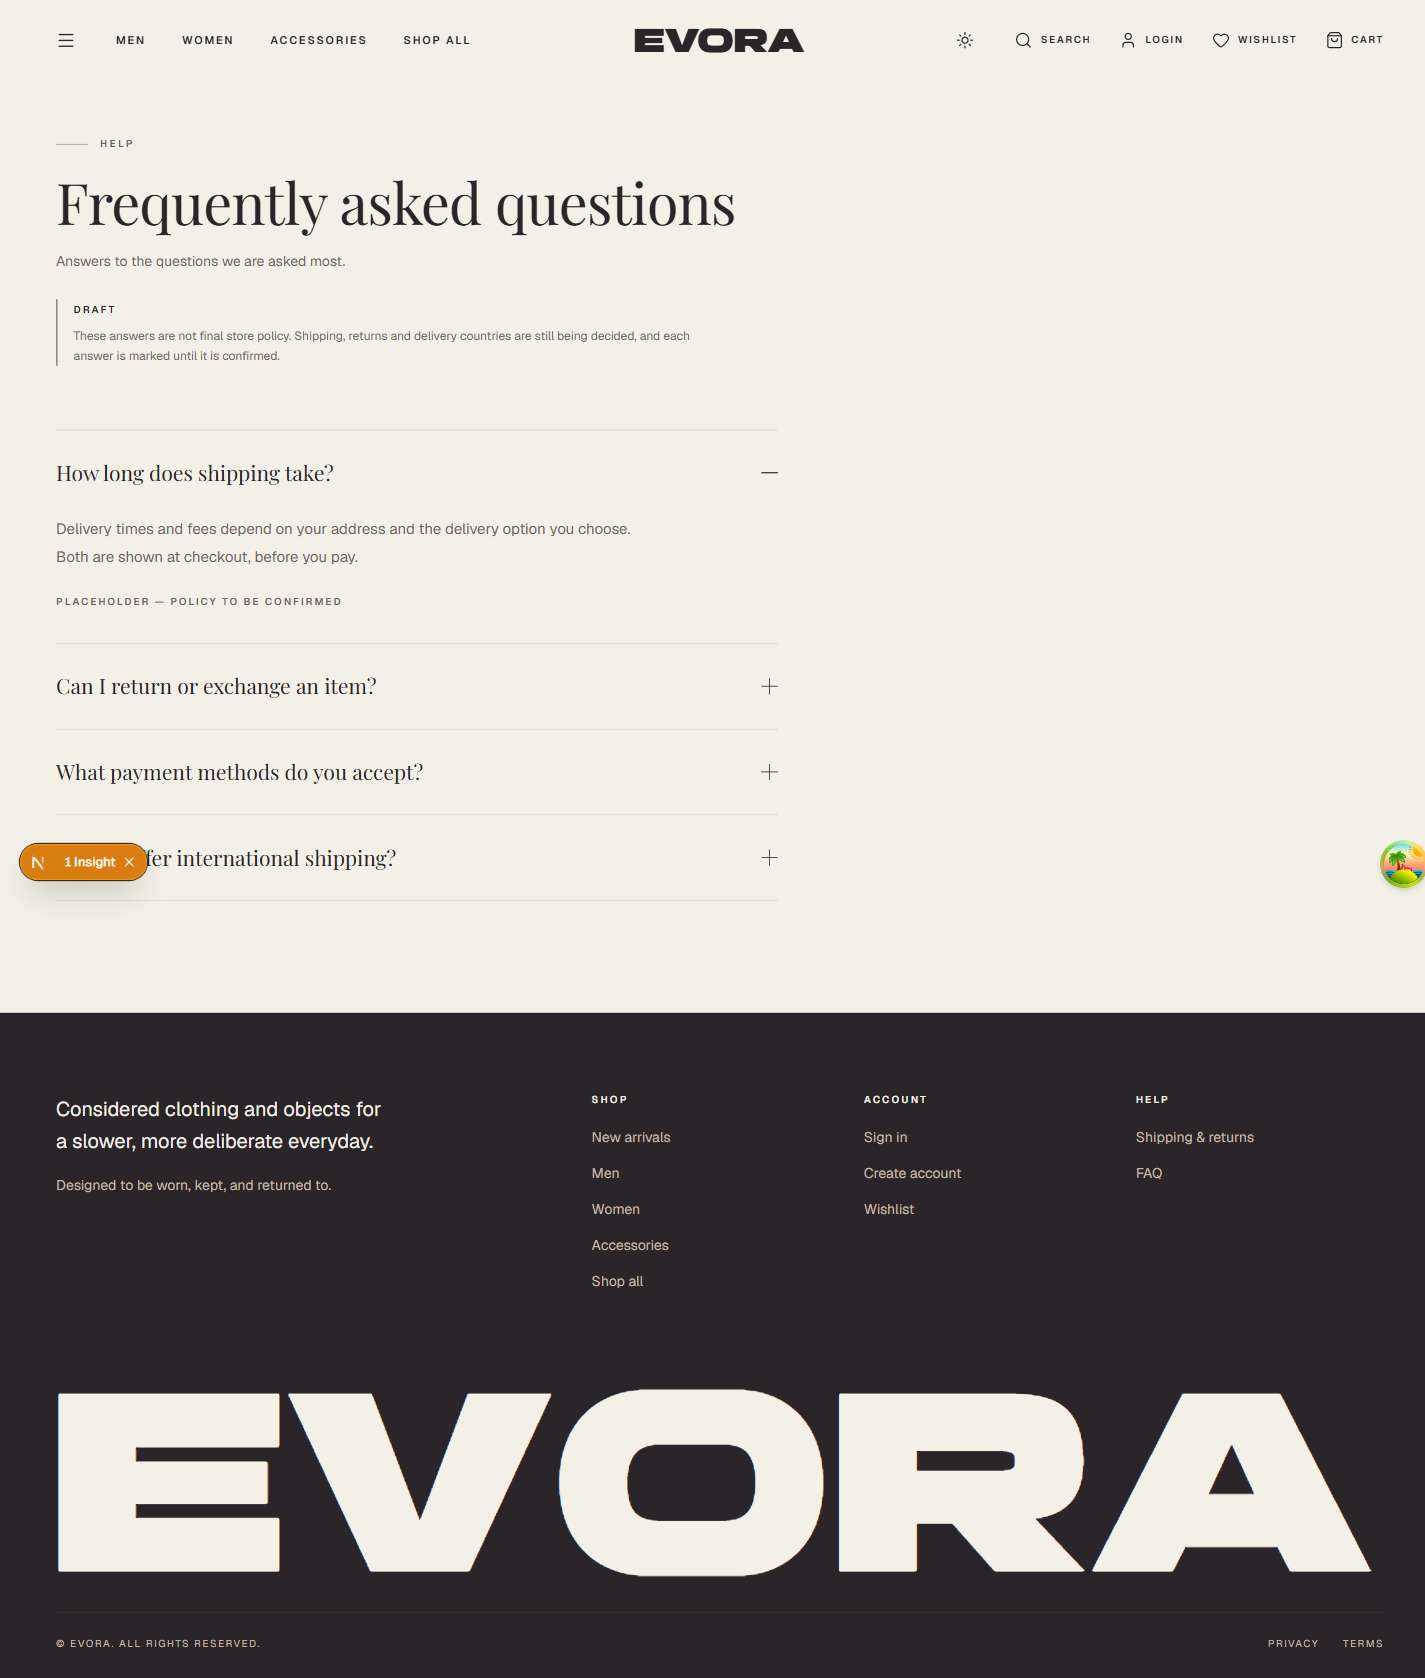 MEN WOMEN ACCESSORIES SHOP ALL EVORA SEARCH LOGIN WISHLIST CART
HELP
Frequently asked questions
Answers to the questions we are asked most.
DRAFT
These answers are not final store policy. Shipping, returns and delivery countries are still being decided, and each
answer is marked until it is confirmed.
How long does shipping take?
Delivery times and fees depend on your address and the delivery option you choose.
Both are shown at checkout, before you pay.
PLACEHOLDER — POLICY TO BE CONFIRMED
Can I return or exchange an item?
What payment methods do you accept?
N 1 Insight
international shipping?
Considered clothing and objects for
a slower, more deliberate everyday.
Designed to be worn, kept, and returned to.
SHOP
New arrivals
Men
Women
Accessories
Shop all
ACCOUNT
Sign in
Create account
Wishlist
HELP
Shipping & returns
FAQ
EVORA
© EVORA. ALL RIGHTS RESERVED.
PRIVACY TERMS